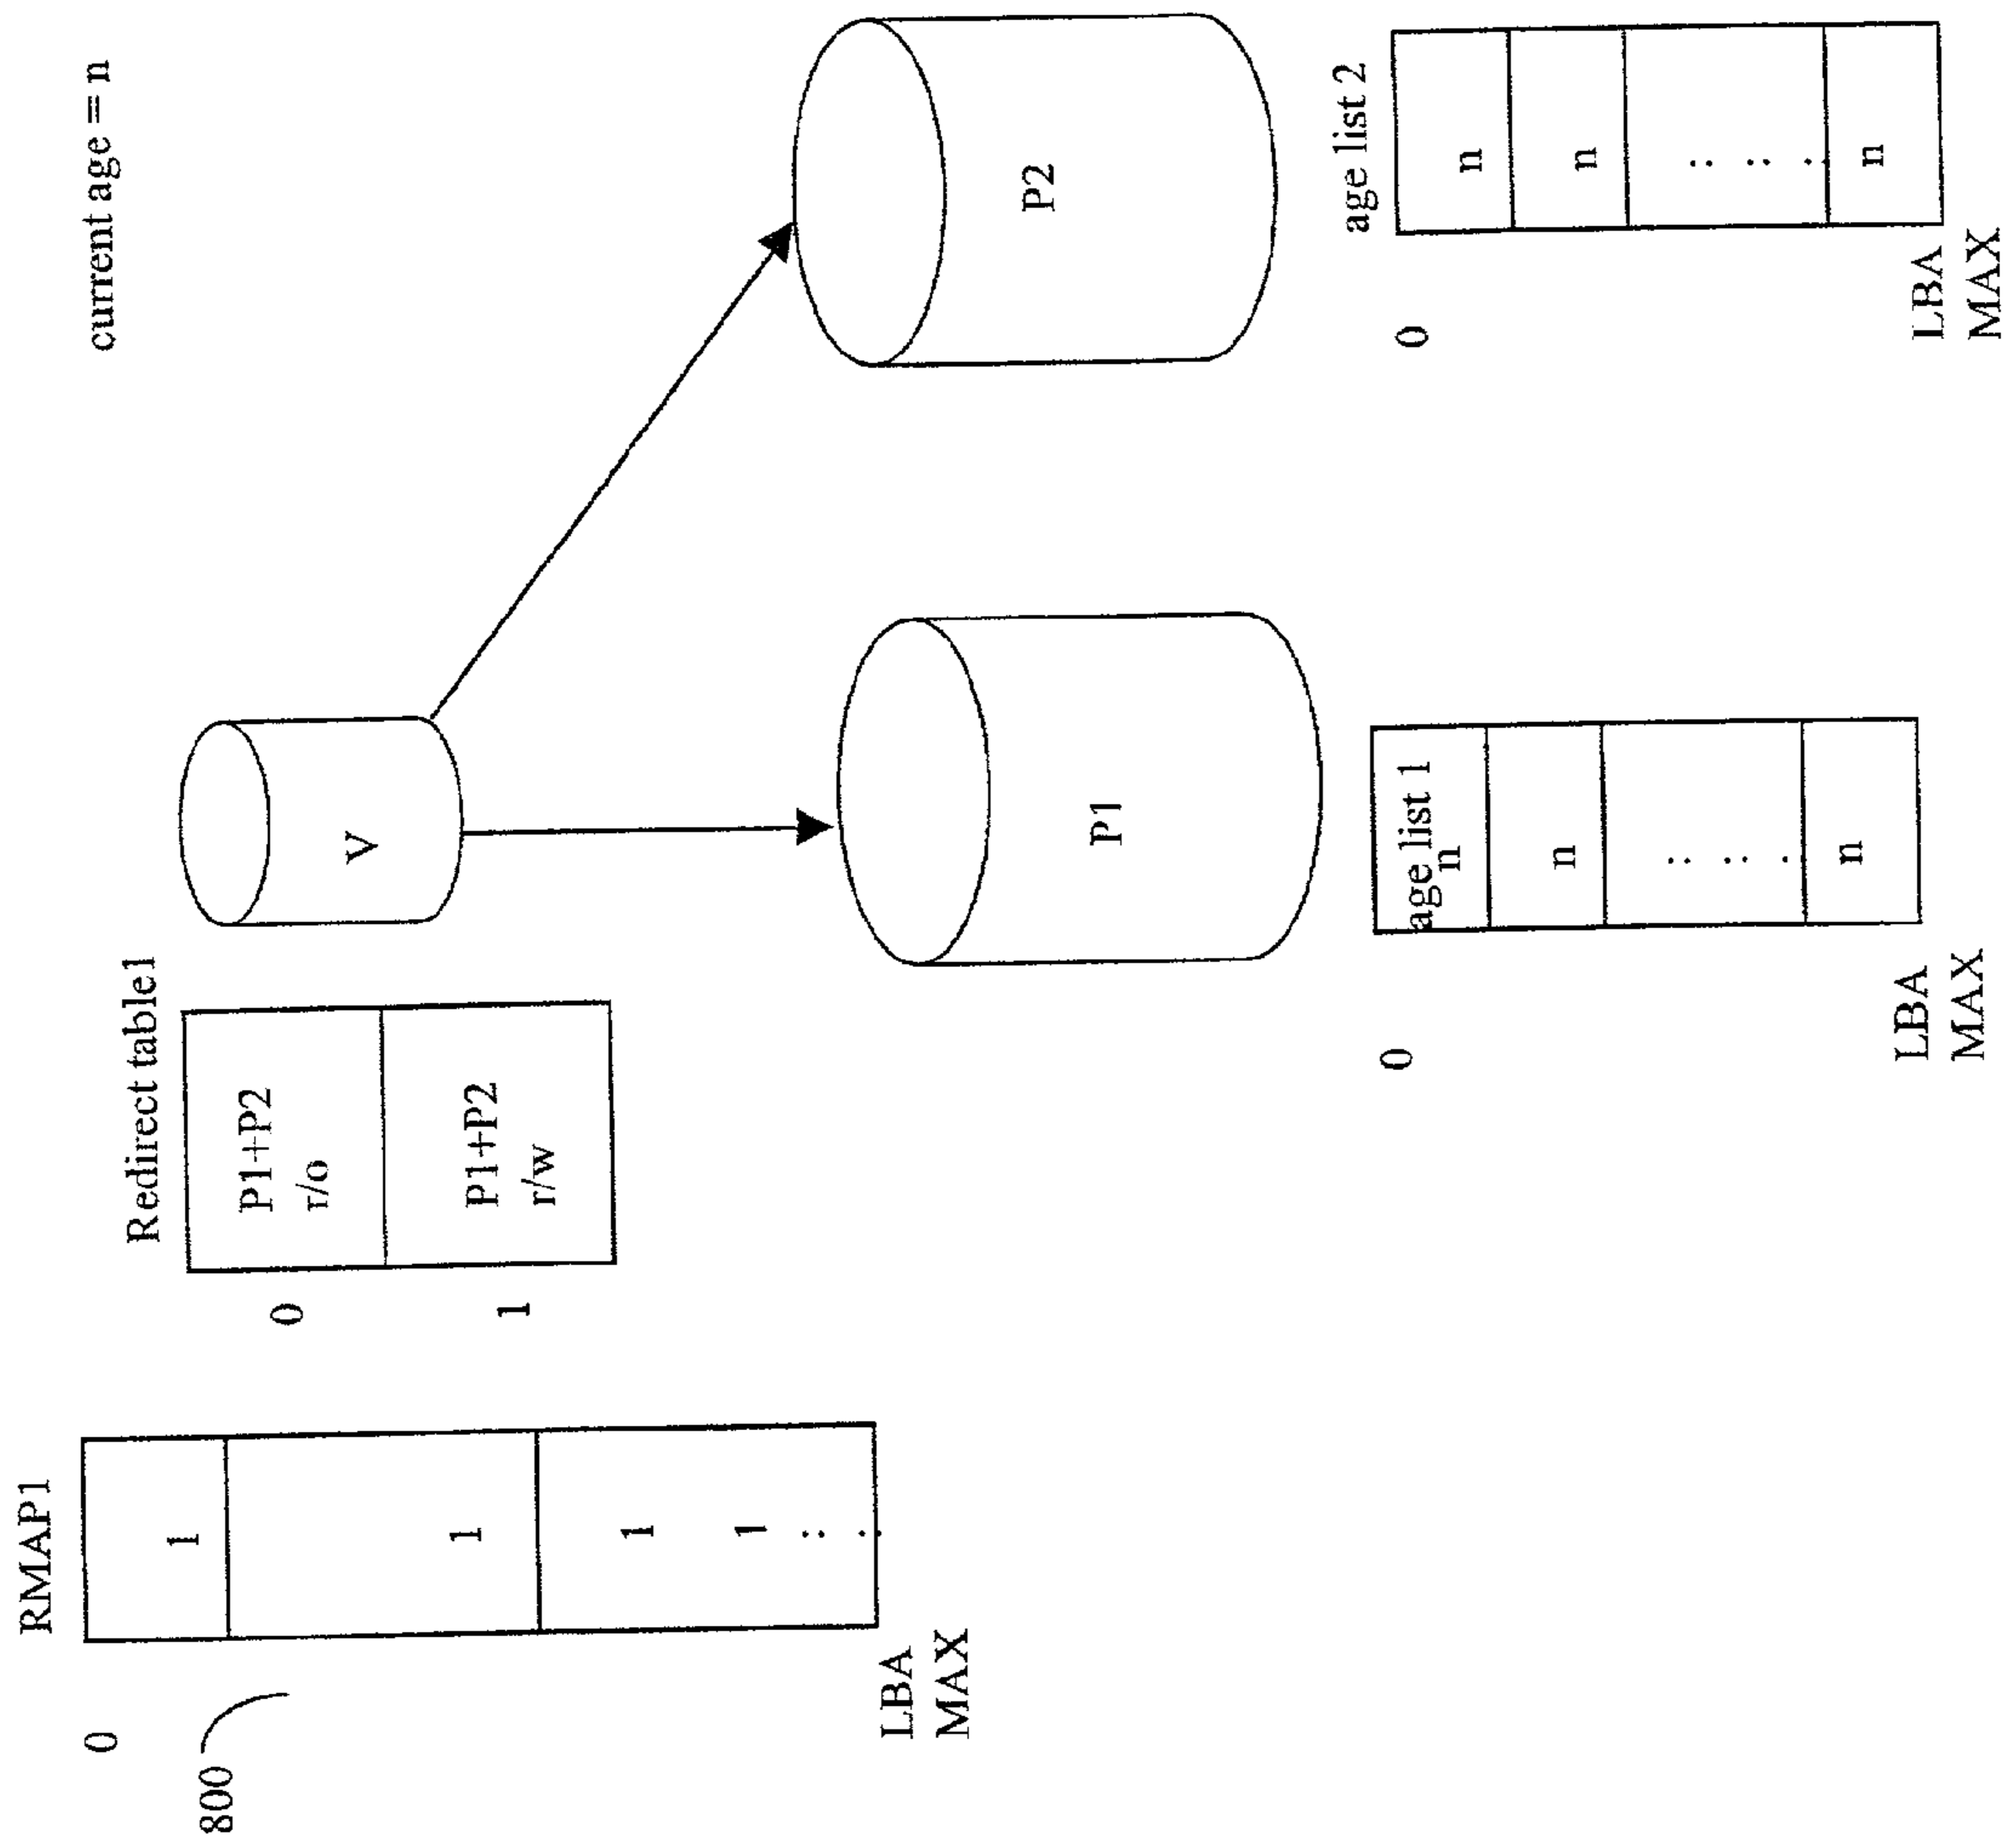 RMAP1
0
800
1
1
1
1
:
.
LBA
MAX
Redirect table1
0
P1+P2
r/o
1
P1+P2
r/w
V
current age = n
P1
P2
age list 1
0
n
n
:
:
.
n
LBA
MAX
age list 2
0
n
n
:
:
.
n
LBA
MAX